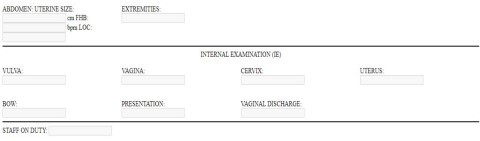 ABDOMEN: UTERINE SIZE: EXTREMITIES:
cm FHB:
bpm LOC:
INTERNAL EXAMINATION (IE)
VULVA: VAGINA: CERVIX: UTERUS:
BOW: PRESENTATION: VAGINAL DISCHARGE:
STAFF ON DUTY: